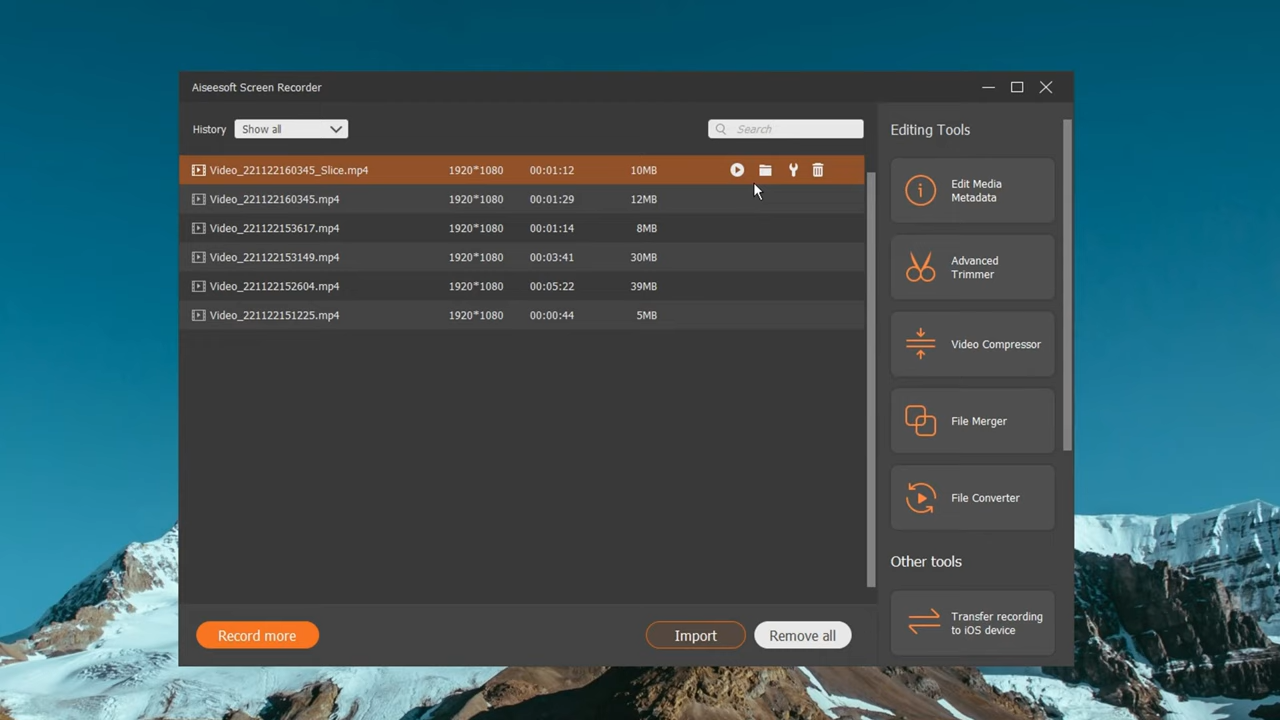 Aiseesoft Screen Recorder
History Show all Search
Video_221122160345_Slice.mp4 1920*1080 00:01:12 10MB
Video_221122160345.mp4 1920*1080 00:01:29 12MB
Video_221122153617.mp4 1920*1080 00:01:14 8MB
Video_221122153149.mp4 1920*1080 00:03:41 30MB
Video_221122152604.mp4 1920*1080 00:05:22 39MB
Video_221122151225.mp4 1920*1080 00:00:44 5MB
Record more Import Remove all
Editing Tools
Edit Media
Metadata
Advanced
Trimmer
Video Compressor
File Merger
File Converter
Other tools
Transfer recording
to iOS device